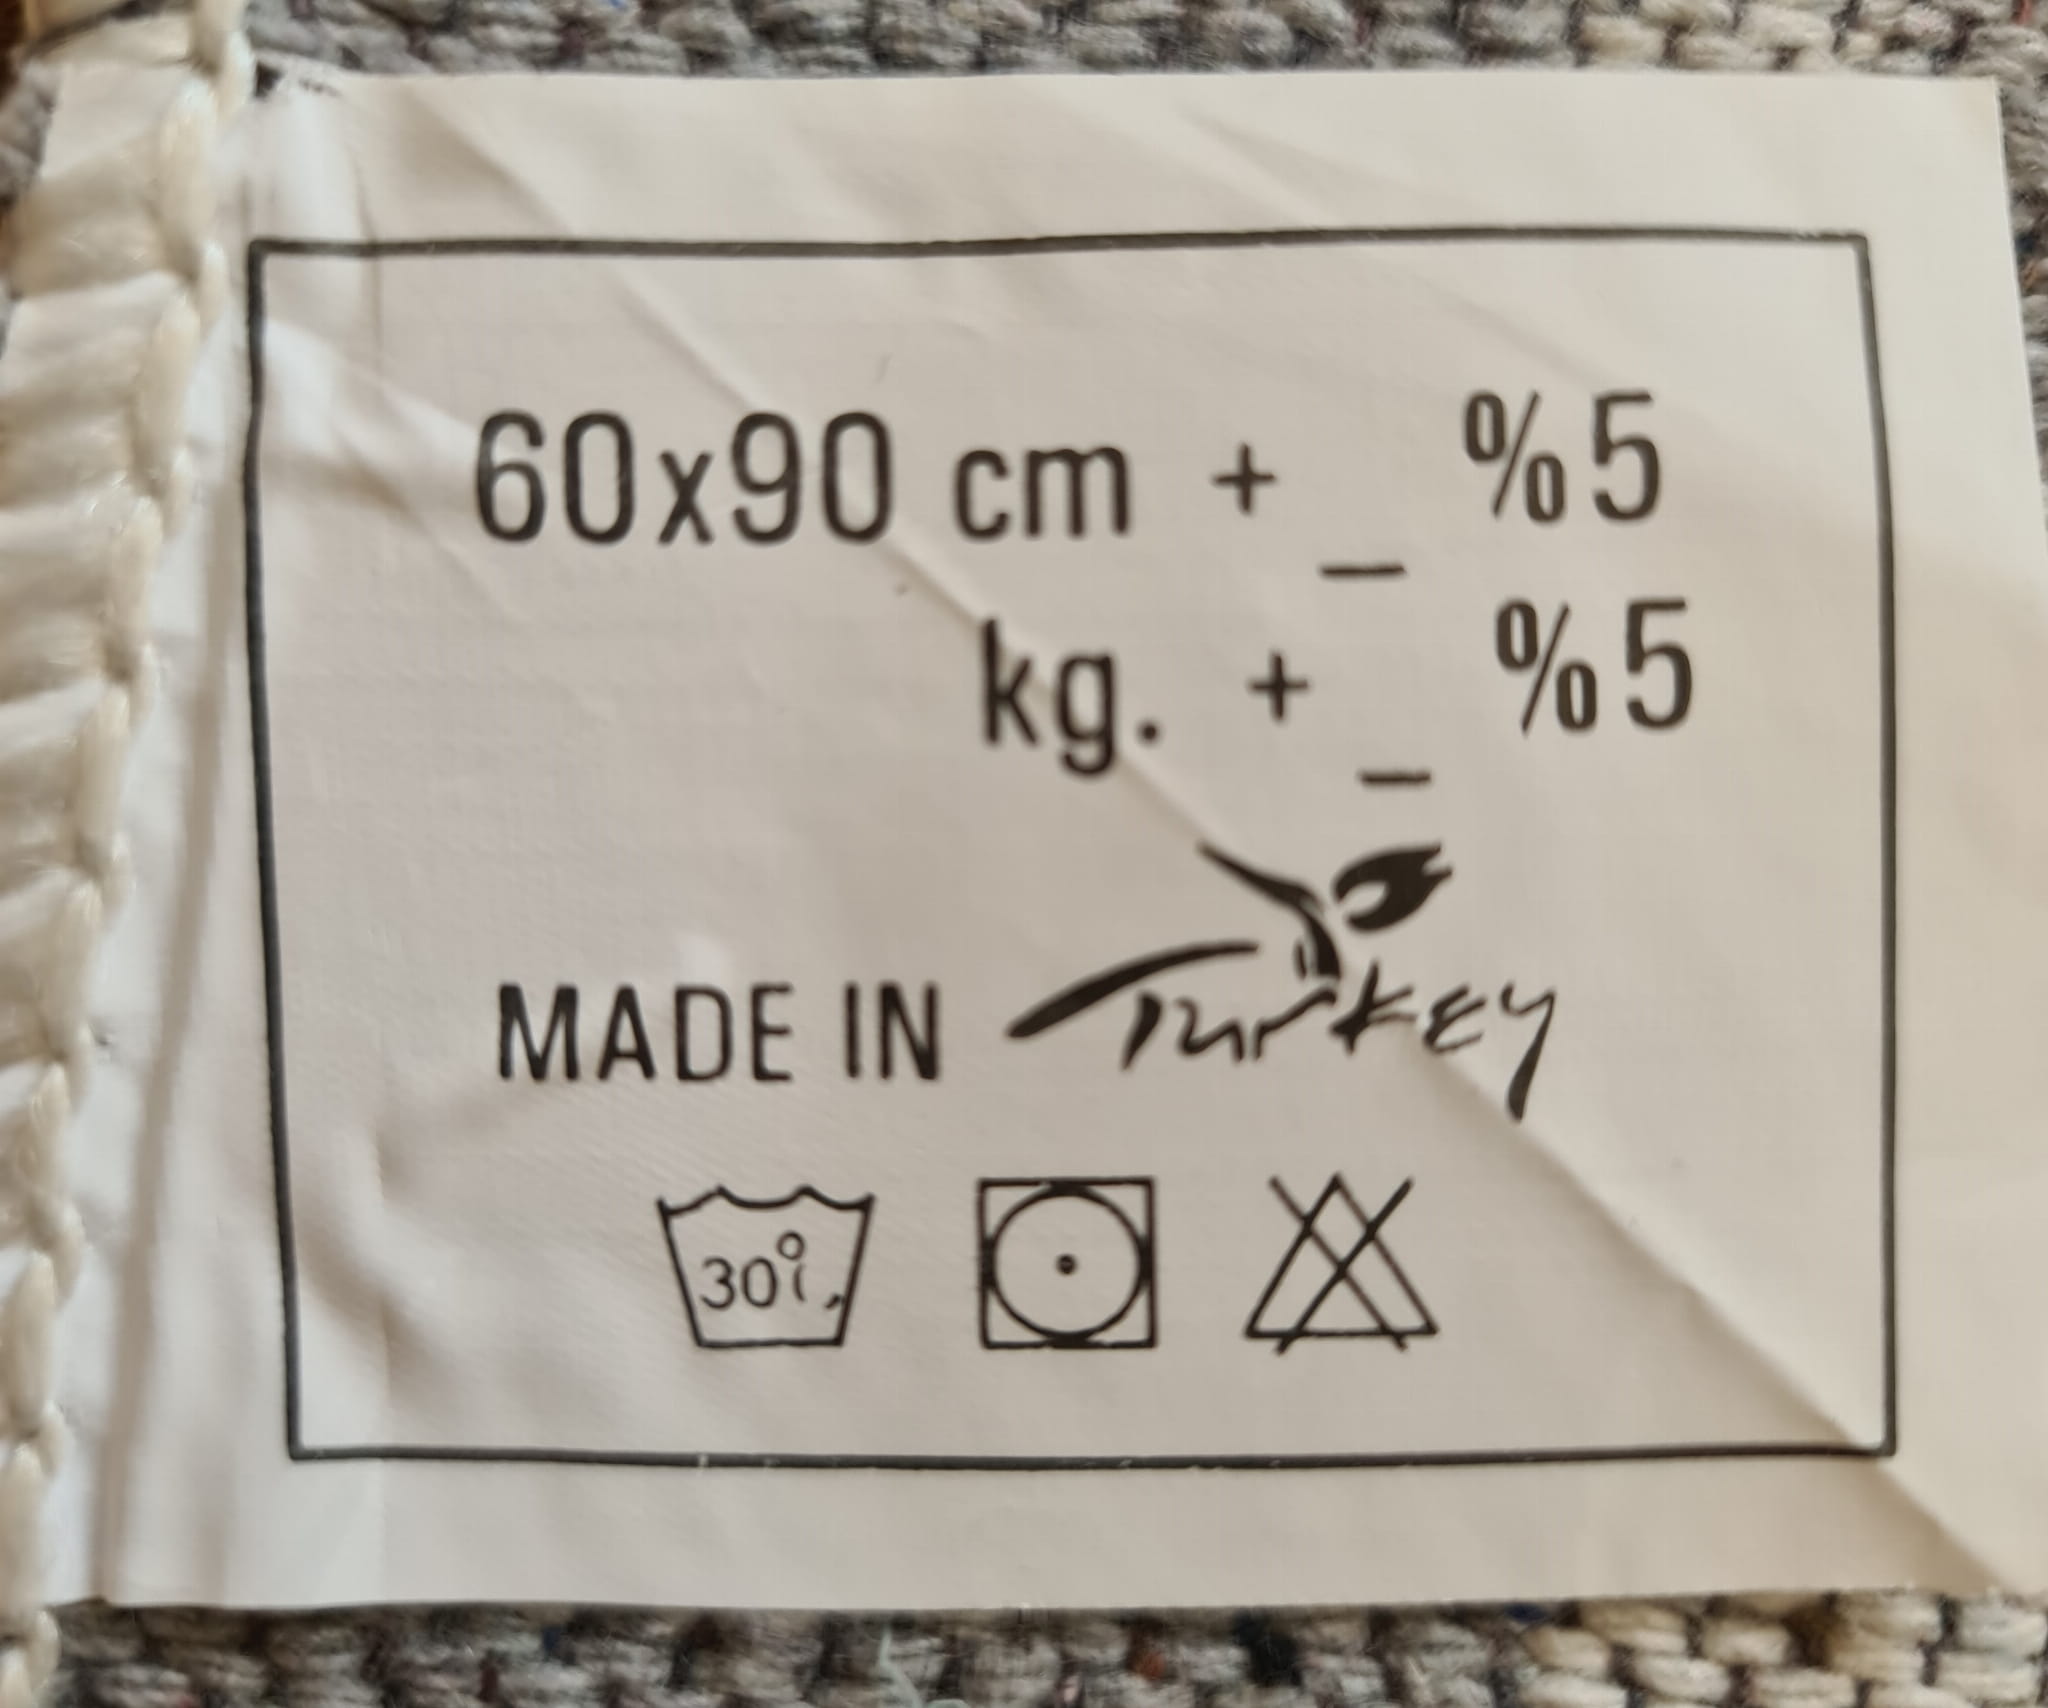 60x90 cm + _ %5
kg. + _ %5
MADE IN Turkey
30°